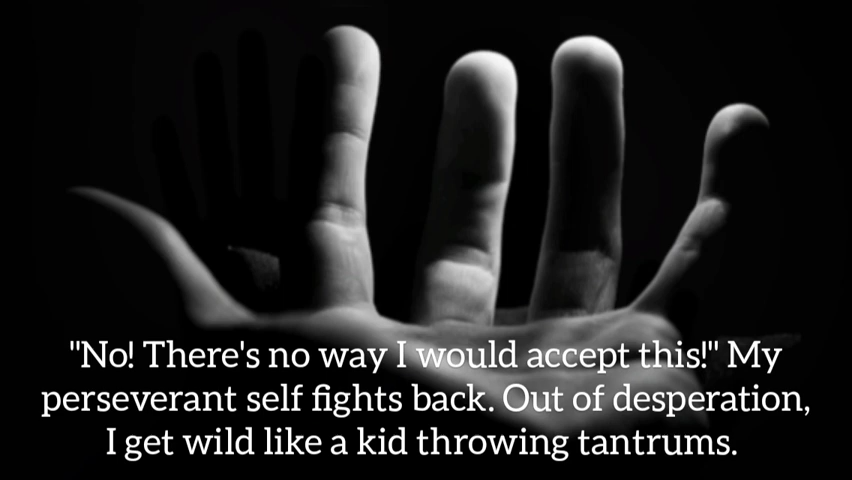 "No! There's no way I would accept this!" My
perseverant self fights back. Out of desperation,
I get wild like a kid throwing tantrums.